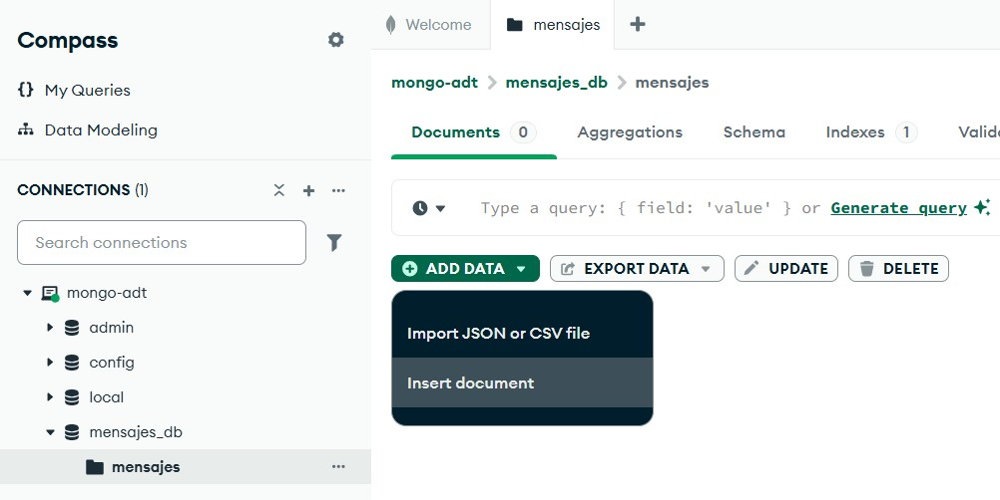 Compass
My Queries
Data Modeling
CONNECTIONS (1)
Search connections
mongo-adt
admin
config
local
mensajes_db
mensajes
Welcome
mensajes
mongo-adt > mensajes_db > mensajes
Documents 0 Aggregations Schema Indexes 1 Valid
Type a query: { field: 'value' } or Generate query
ADD DATA EXPORT DATA UPDATE DELETE
Import JSON or CSV file
Insert document